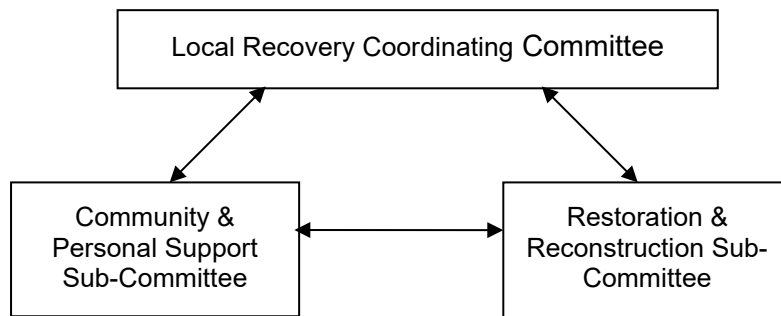 Local Recovery Coordinating Committee
Community &
Personal Support
Sub-Committee
Restoration &
Reconstruction Sub-
Committee